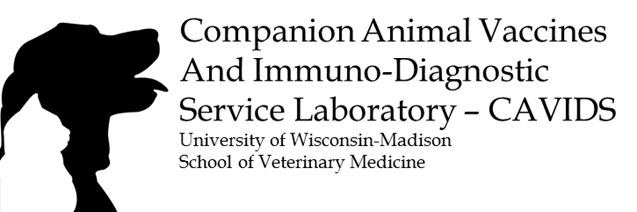 Companion Animal Vaccines
And Immuno-Diagnostic
Service Laboratory – CAVIDS
University of Wisconsin-Madison
School of Veterinary Medicine